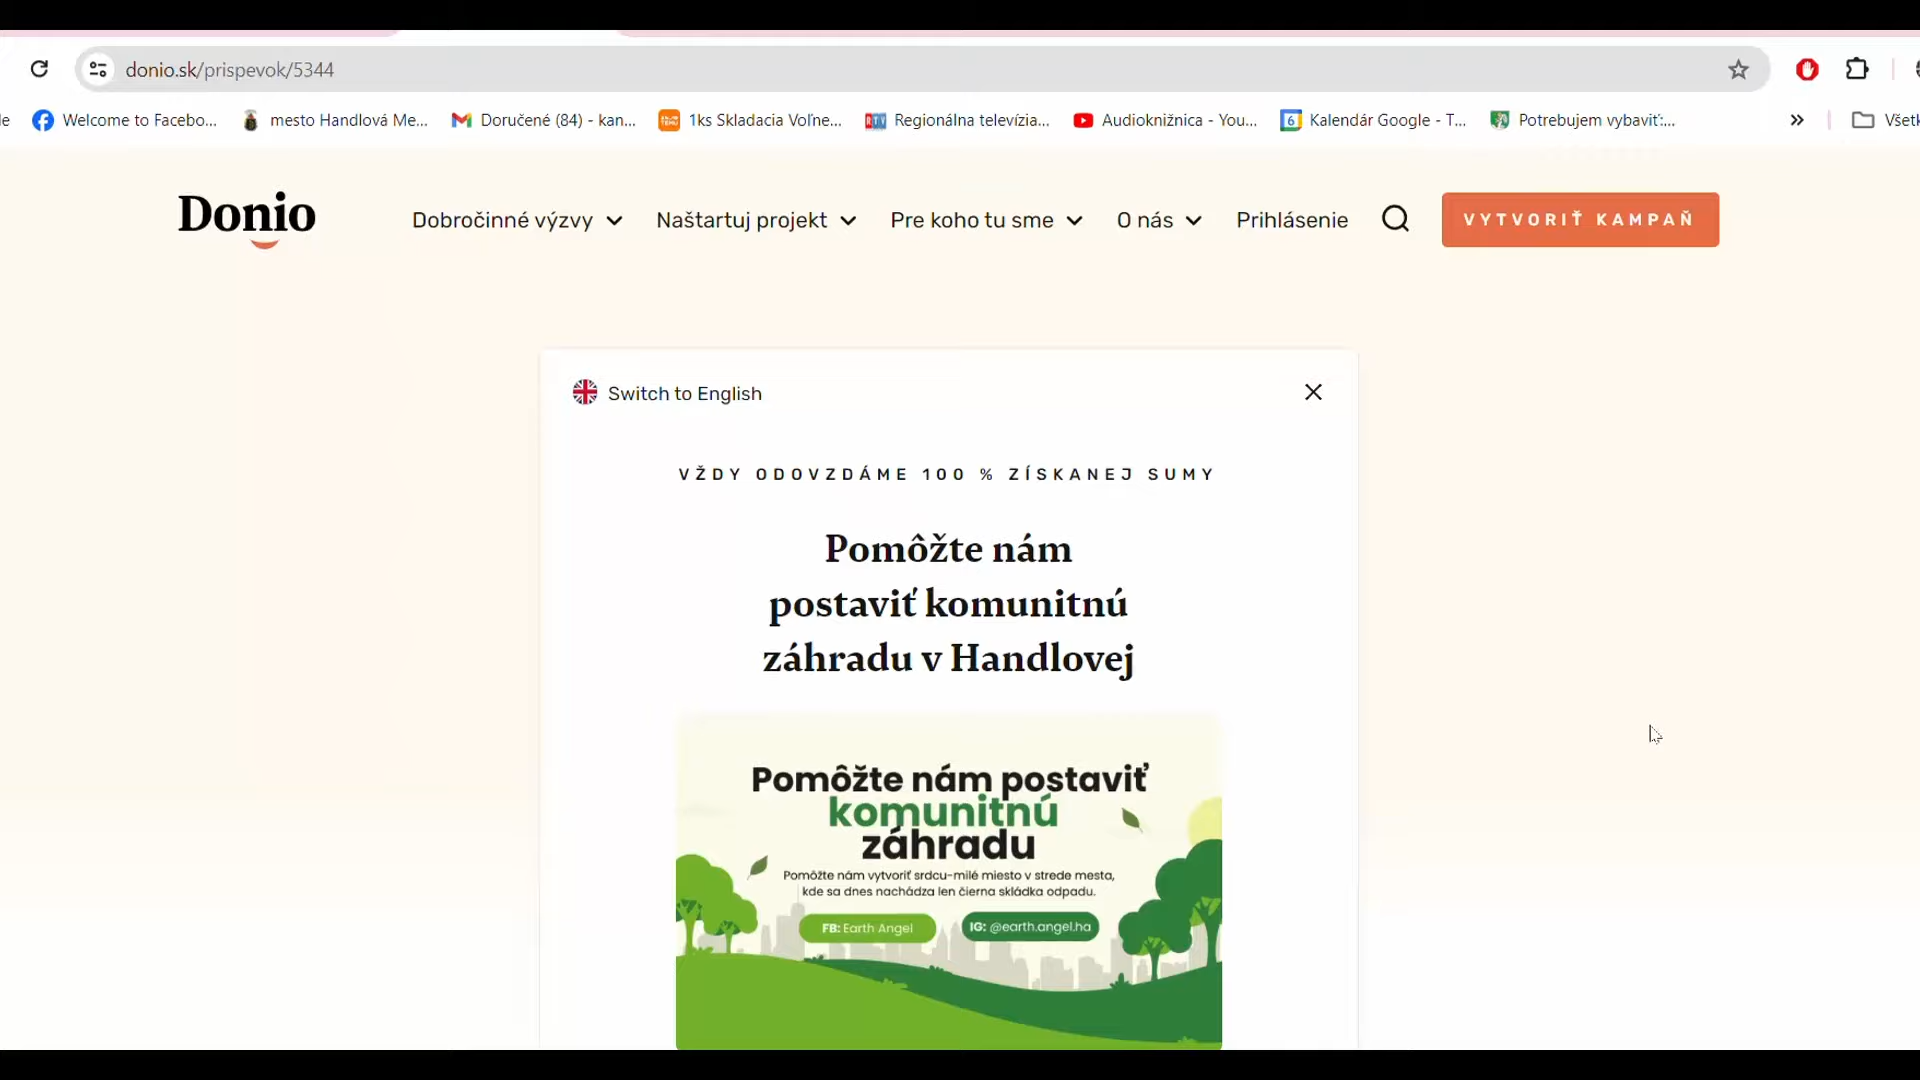 donio.sk/prispevok/5344
le Welcome to Facebo... mesto Handlová Me... Doručené (84) - kan... 1ks Skladacia Voľne... Regionálna televízia... Audioknižnica - You... Kalendár Google - T... Potrebujem vybaviť:... Všetk
Donio Dobročinné výzvy Naštartuj projekt Pre koho tu sme O nás Prihlásenie VYTVORIŤ KAMPAŇ
Switch to English
VŽDY ODOVZDÁME 100 % ZÍSKANEJ SUMY
Pomôžte nám
postaviť komunitnú
záhradu v Handlovej
Pomôžte nám postaviť
komunitnú
záhradu
Pomôžte nám vytvoriť srdcu-milé miesto v strede mesta,
kde sa dnes nachádza len čierna skládka odpadu.
FB: Earth Angel IG: @earth.angel.ha